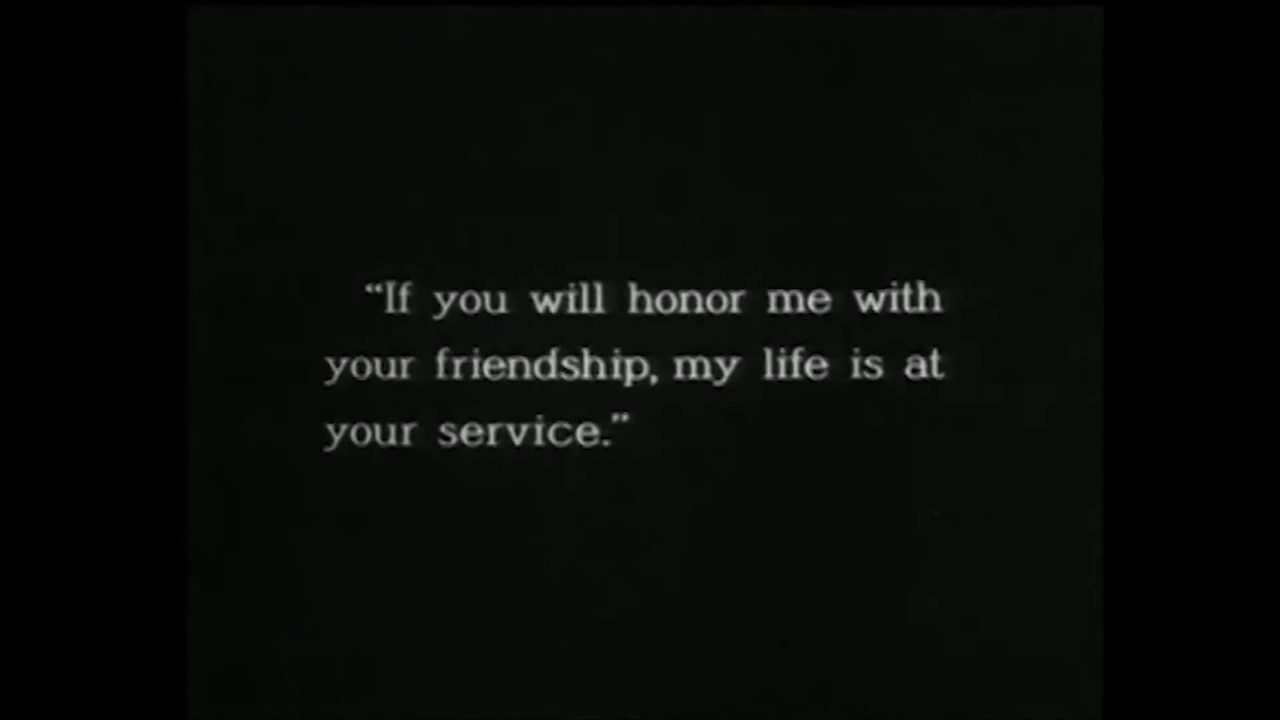 “If you will honor me with
your friendship, my life is at
your service.”